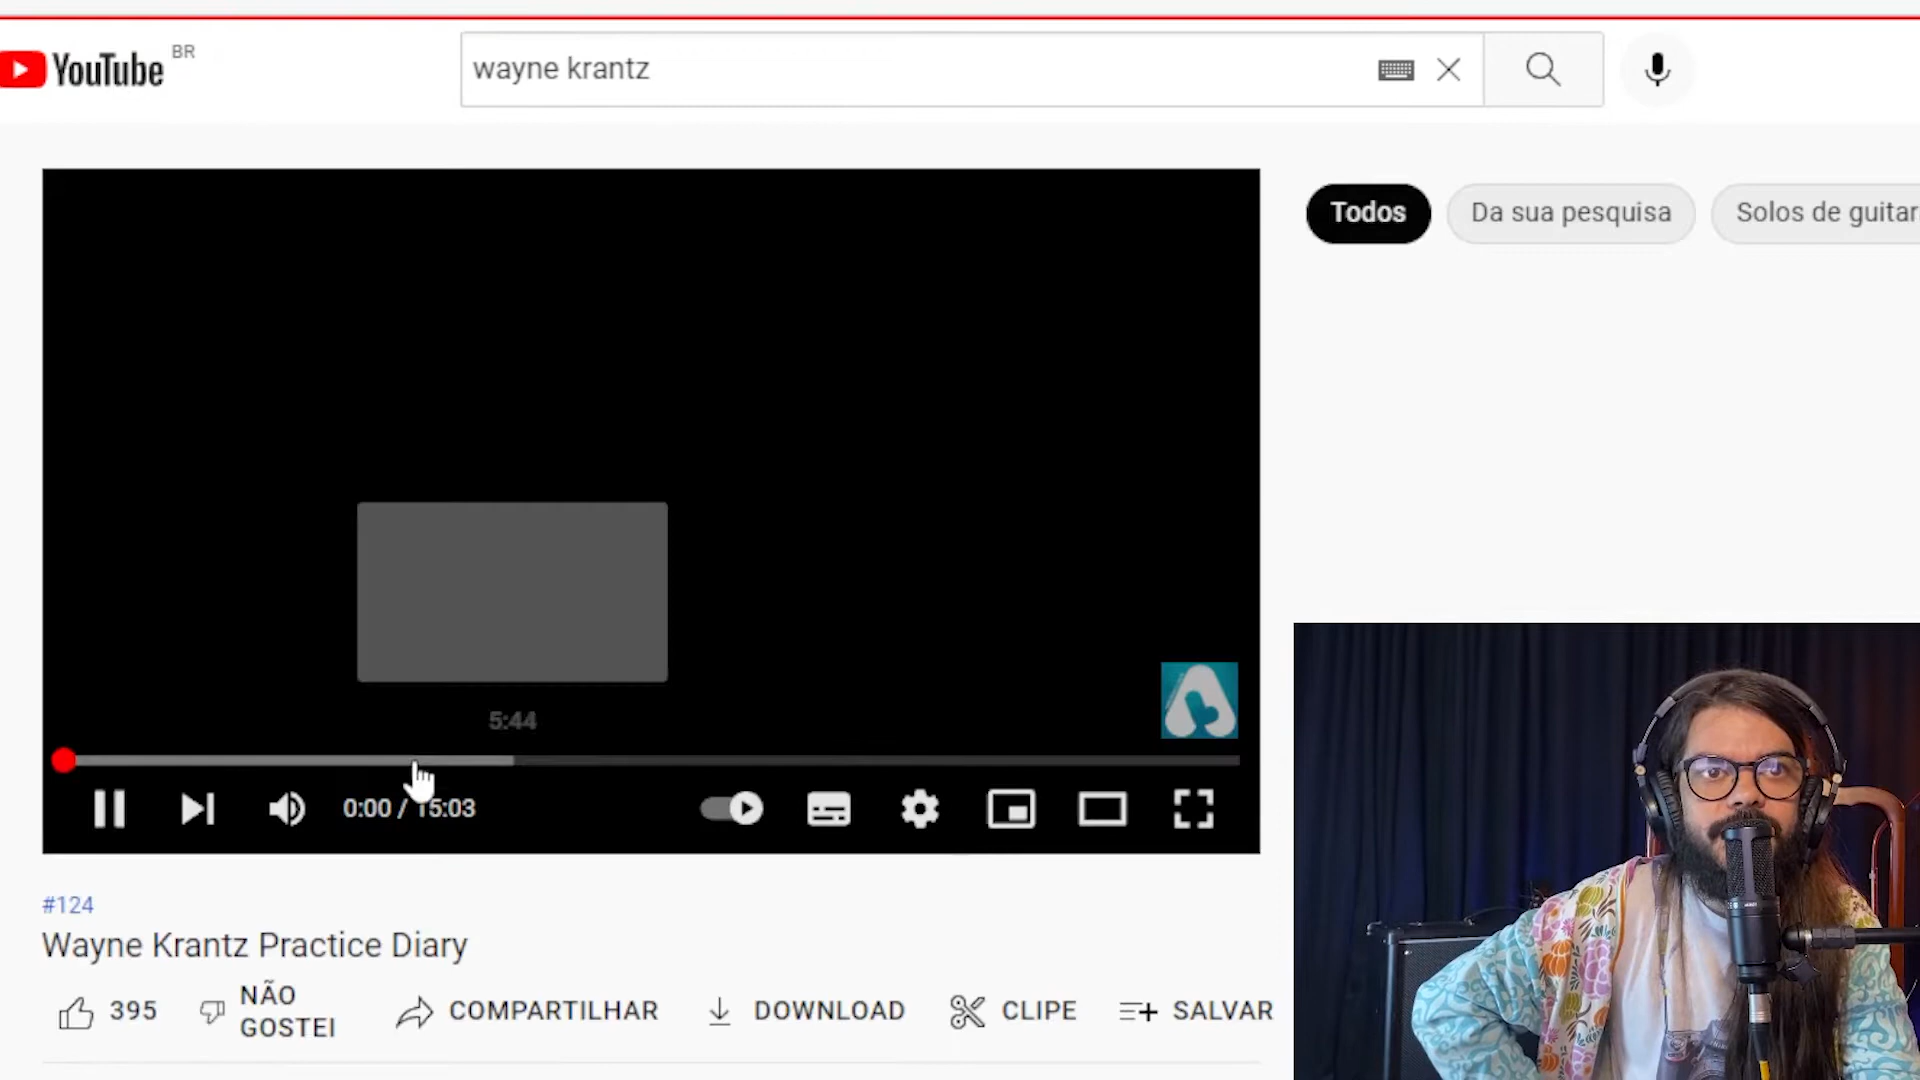 YouTube BR
wayne krantz
Todos
Da sua pesquisa
Solos de guitar
5:44
0:00 / 15:03
#124
Wayne Krantz Practice Diary
395
NÃO
GOSTEI
COMPARTILHAR
DOWNLOAD
CLIPE
SALVAR